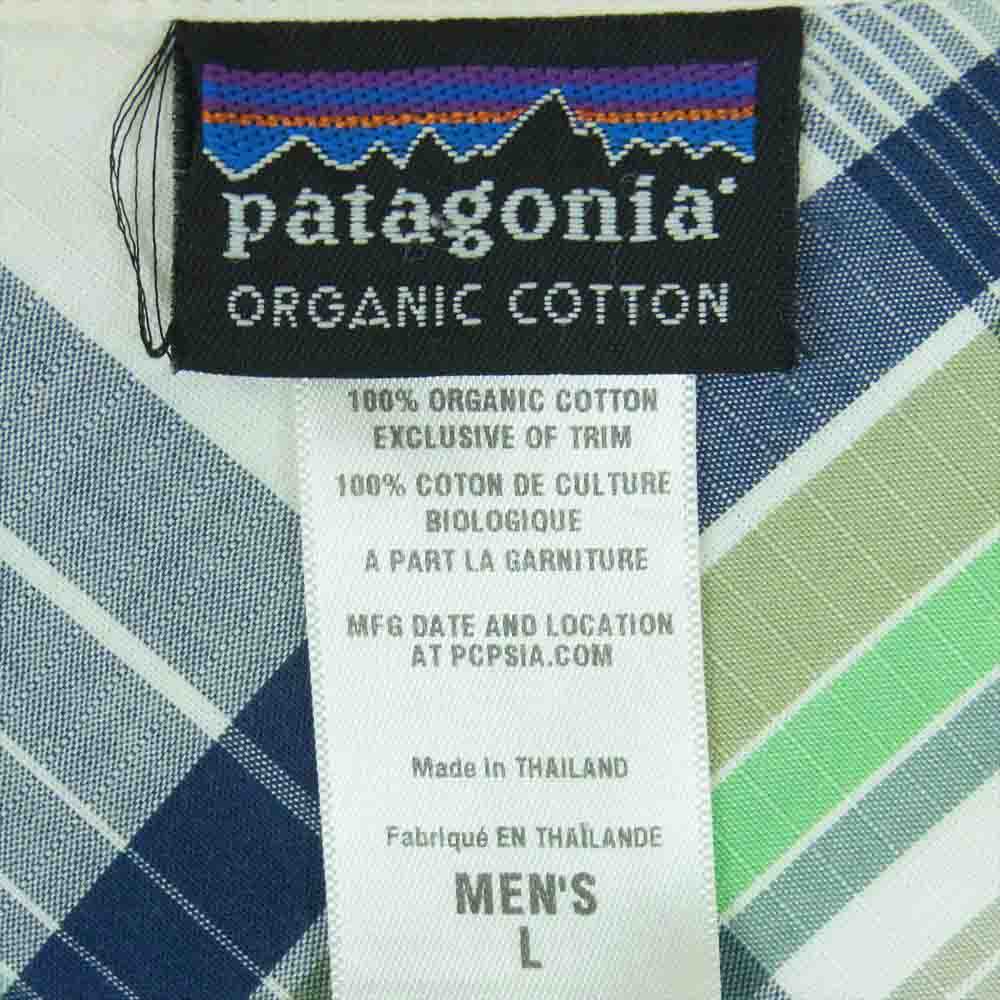 patagonia
ORGANIC COTTON
100% ORGANIC COTTON
EXCLUSIVE OF TRIM
100% COTON DE CULTURE
BIOLOGIQUE
A PART LA GARNITURE
MFG DATE AND LOCATION
AT PCPSIA.COM
Made in THAILAND
Fabriqué EN THAÏLANDE
MEN'S
L